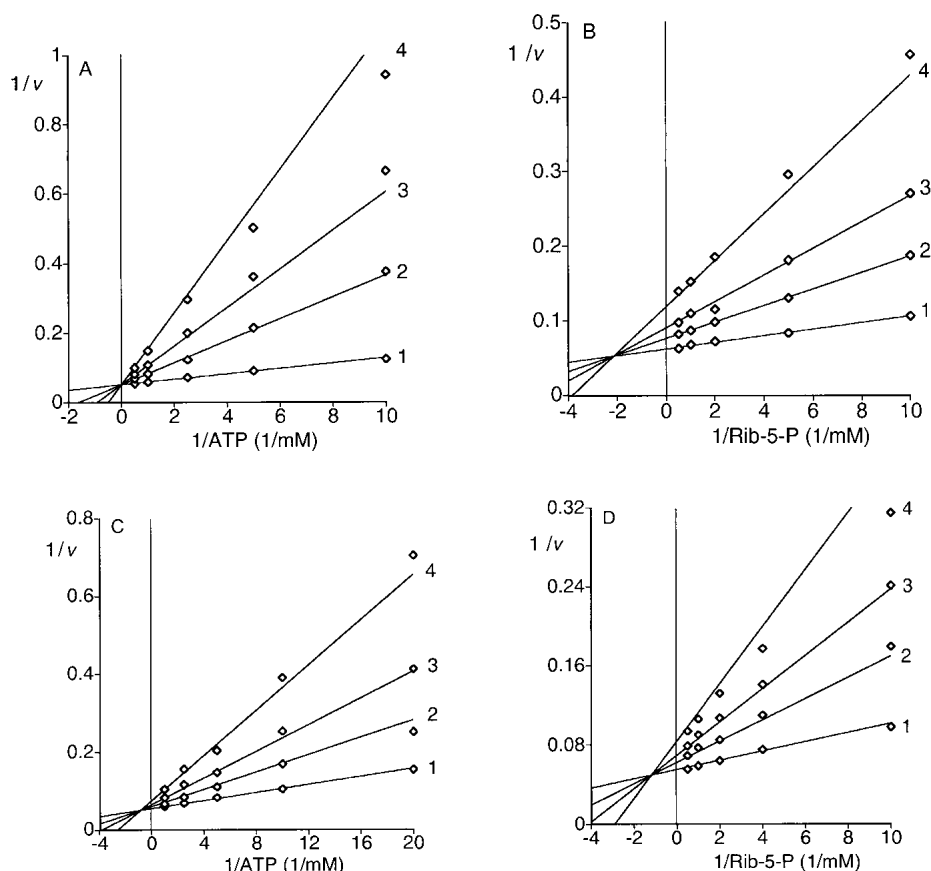 A
1/v
1
0.8
0.6
0.4
0.2
0
-2 0 2 4 6 8 10
1/ATP (1/mM)
4
3
2
1
B
1/v
0.5
0.4
0.3
0.2
0.1
0
-4 -2 0 2 4 6 8 10
1/Rib-5-P (1/mM)
4
3
2
1
C
1/v
0.8
0.6
0.4
0.2
0
-4 0 4 8 12 16 20
1/ATP (1/mM)
4
3
2
1
D
1/v
0.32
0.24
0.16
0.08
0
-4 -2 0 2 4 6 8 10
1/Rib-5-P (1/mM)
4
3
2
1